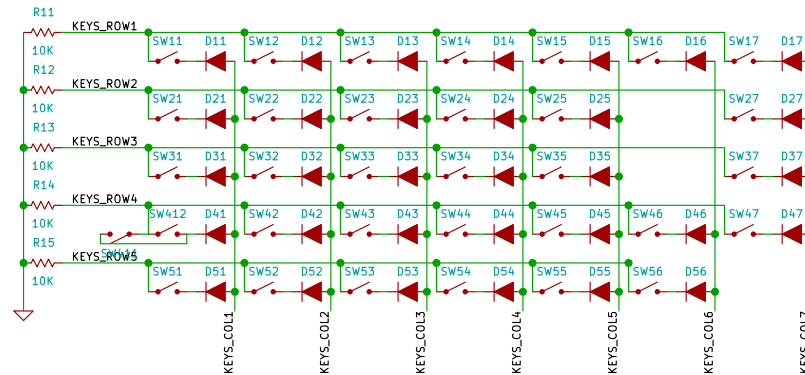 R11
KEYS_ROW1
SW11 D11 SW12 D12 SW13 D13 SW14 D14 SW15 D15 SW16 D16 SW17 D17
10K
R12
KEYS_ROW2
SW21 D21 SW22 D22 SW23 D23 SW24 D24 SW25 D25 SW27 D27
10K
R13
KEYS_ROW3
SW31 D31 SW32 D32 SW33 D33 SW34 D34 SW35 D35 SW37 D37
10K
R14
KEYS_ROW4
SW412 D41 SW42 D42 SW43 D43 SW44 D44 SW45 D45 SW46 D46 SW47 D47
10K
R15
KEYS_ROW5
SW51 D51 SW52 D52 SW53 D53 SW54 D54 SW55 D55 SW56 D56
10K
KEYS_COL1
KEYS_COL2
KEYS_COL3
KEYS_COL4
KEYS_COL5
KEYS_COL6
KEYS_COL7